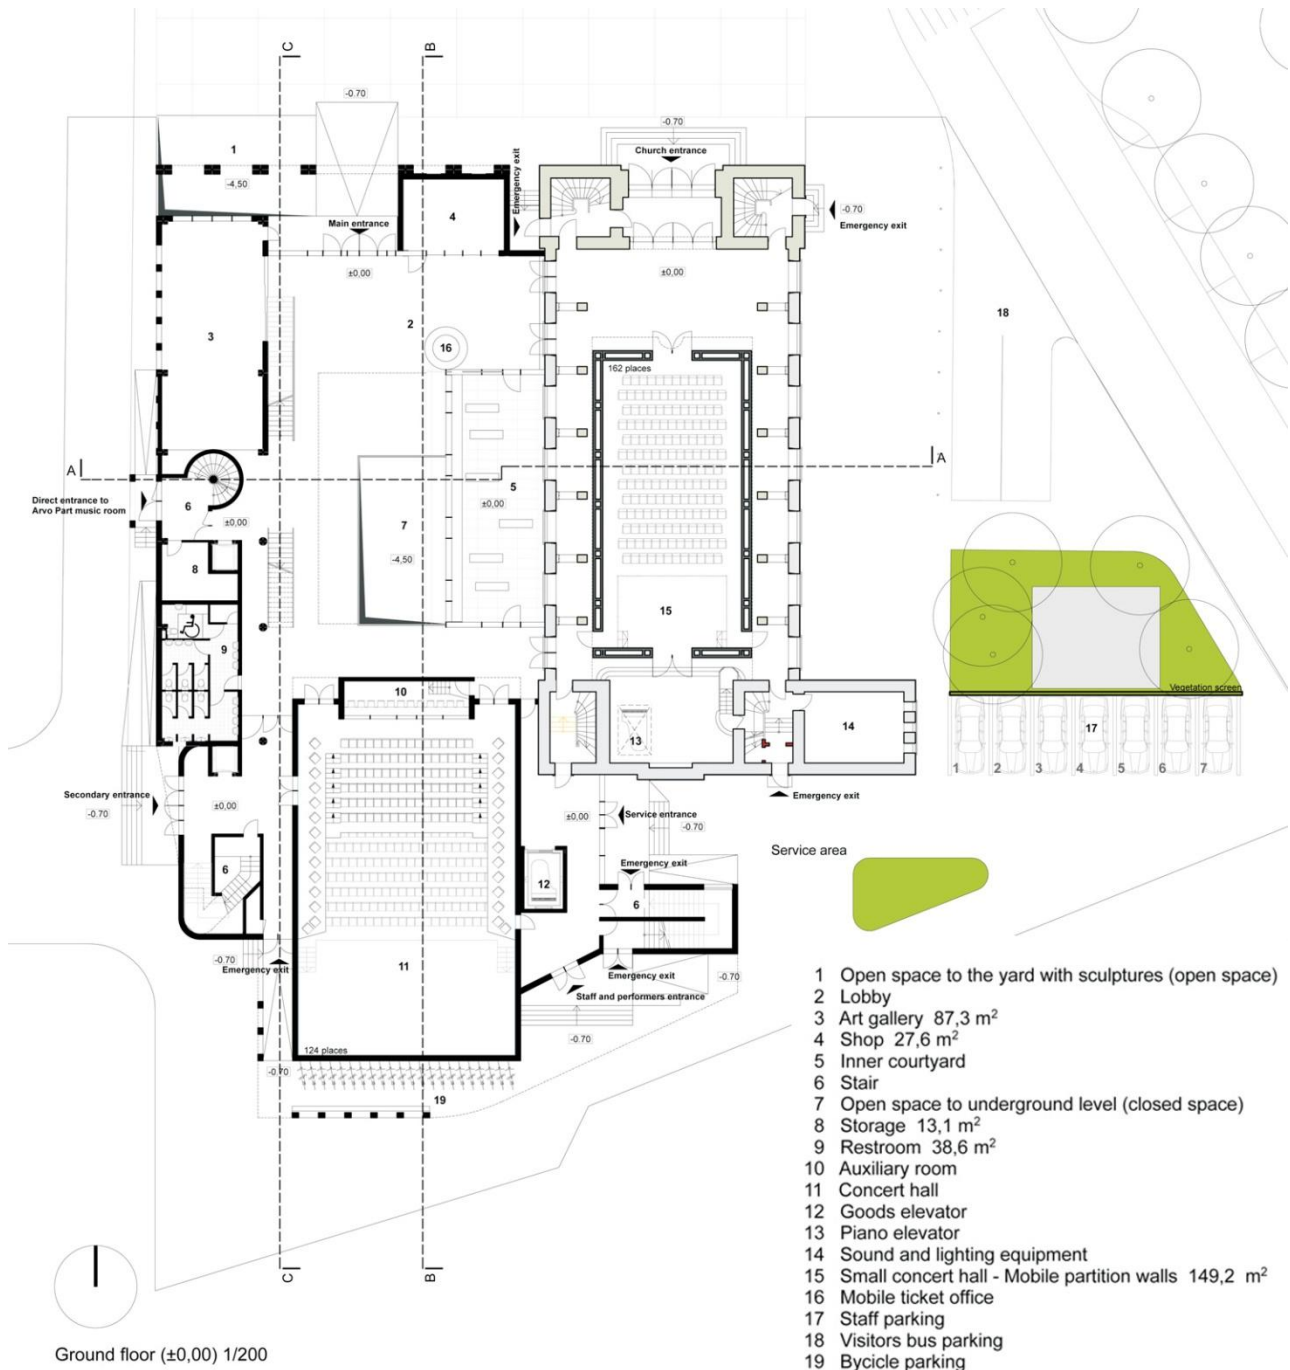 C
B
-0.70
-0.70
1
Church entrance
Emergency exit
-4,50
4
-0.70
Main entrance
Emergency exit
±0,00
±0,00
2
18
3
16
162 places
A
A
5
Direct entrance to
Arvo Part music room
6
±0,00
±0,00
7
-4,50
8
15
9
Vegetation screen
10
14
17
13
1 2 3 4 5 6 7
Secondary entrance
Emergency exit
-0.70
±0,00
±0,00
Service entrance
-0.70
Service area
Emergency exit
6
12
6
-0.70
Emergency exit
11
Emergency exit
-0.70
Staff and performers entrance
-0.70
124 places
-0.70
19
C
B
1 Open space to the yard with sculptures (open space)
2 Lobby
3 Art gallery 87,3 m²
4 Shop 27,6 m²
5 Inner courtyard
6 Stair
7 Open space to underground level (closed space)
8 Storage 13,1 m²
9 Restroom 38,6 m²
10 Auxiliary room
11 Concert hall
12 Goods elevator
13 Piano elevator
14 Sound and lighting equipment
15 Small concert hall - Mobile partition walls 149,2 m²
16 Mobile ticket office
17 Staff parking
18 Visitors bus parking
19 Bycicle parking
Ground floor (±0,00) 1/200